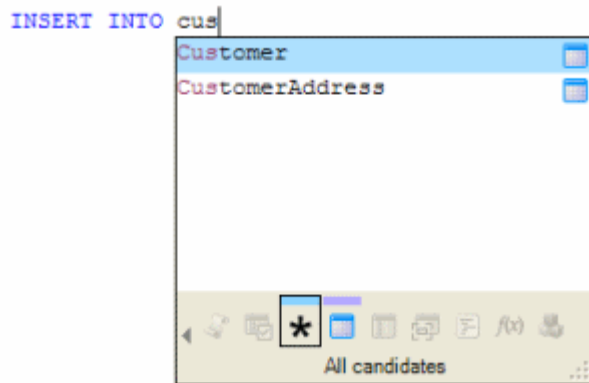 INSERT INTO cus
Customer
CustomerAddress
* f(x)
All candidates